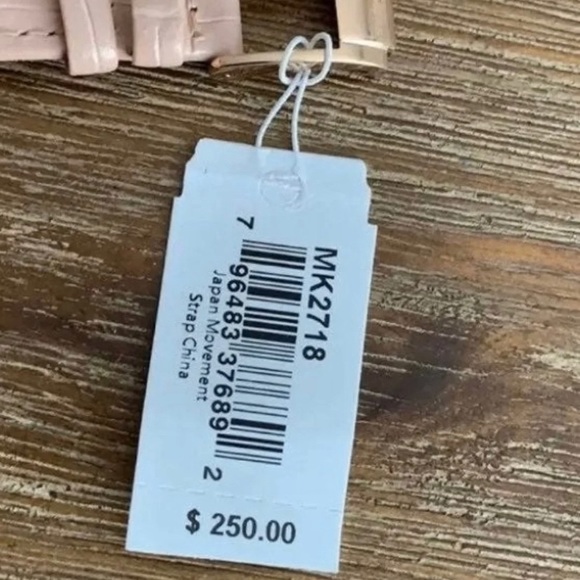 MK2718
7 96483 37689 2
Japan Movement
Strap China
$ 250.00